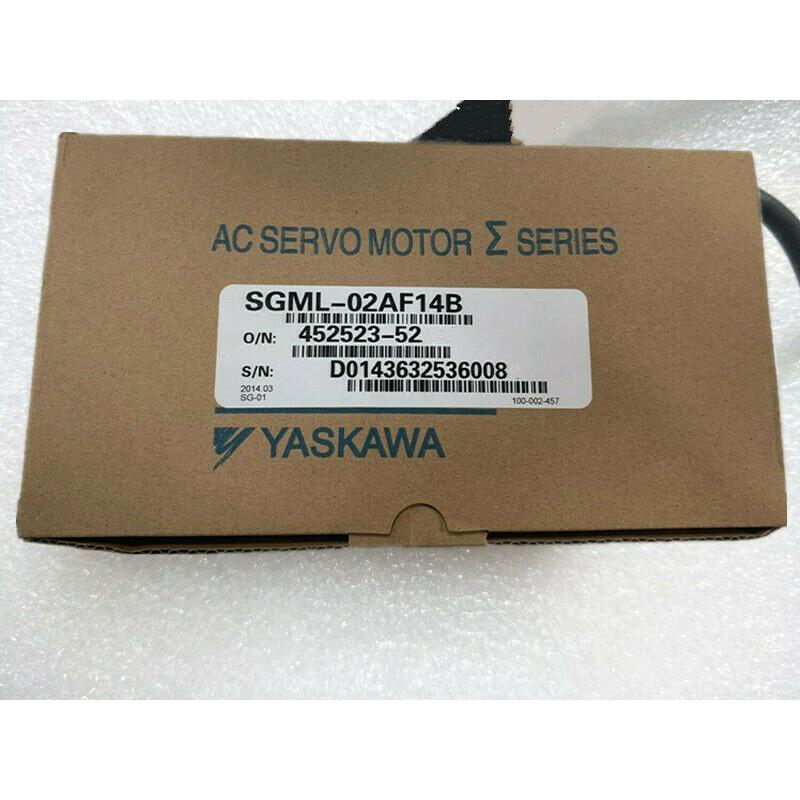 AC SERVO MOTOR Σ SERIES
SGML-02AF14B
O/N: 452523-52
S/N: D0143632536008
2014.03
SG-01
100-002-457
YASKAWA